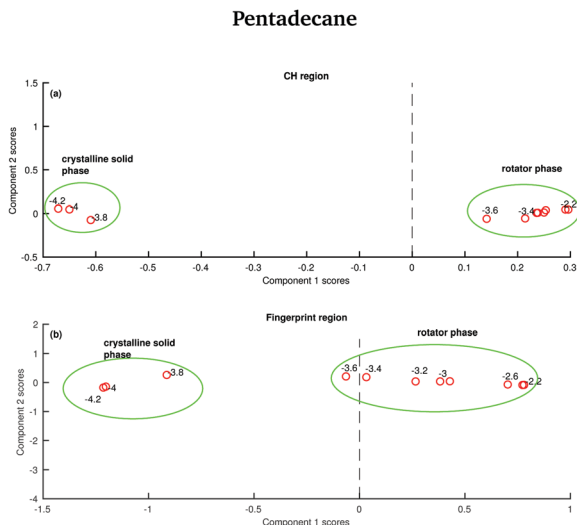 Pentadecane
CH region
(a)
1.5
1
0.5
0
-0.5
Component 2 scores
crystalline solid
phase
-4.2
-4
-3.8
rotator phase
-3.6
-3.4
-2.2
-0.7
-0.6
-0.5
-0.4
-0.3
-0.2
-0.1
0
0.1
0.2
0.3
Component 1 scores
Fingerprint region
(b)
2
1
0
-1
-2
-3
-4
Component 2 scores
crystalline solid
phase
-4.2
-4
-3.8
rotator phase
-3.6
-3.4
-3.2
-3
-2.6
-2.2
-1.5
-1
-0.5
0
0.5
1
Component 1 scores